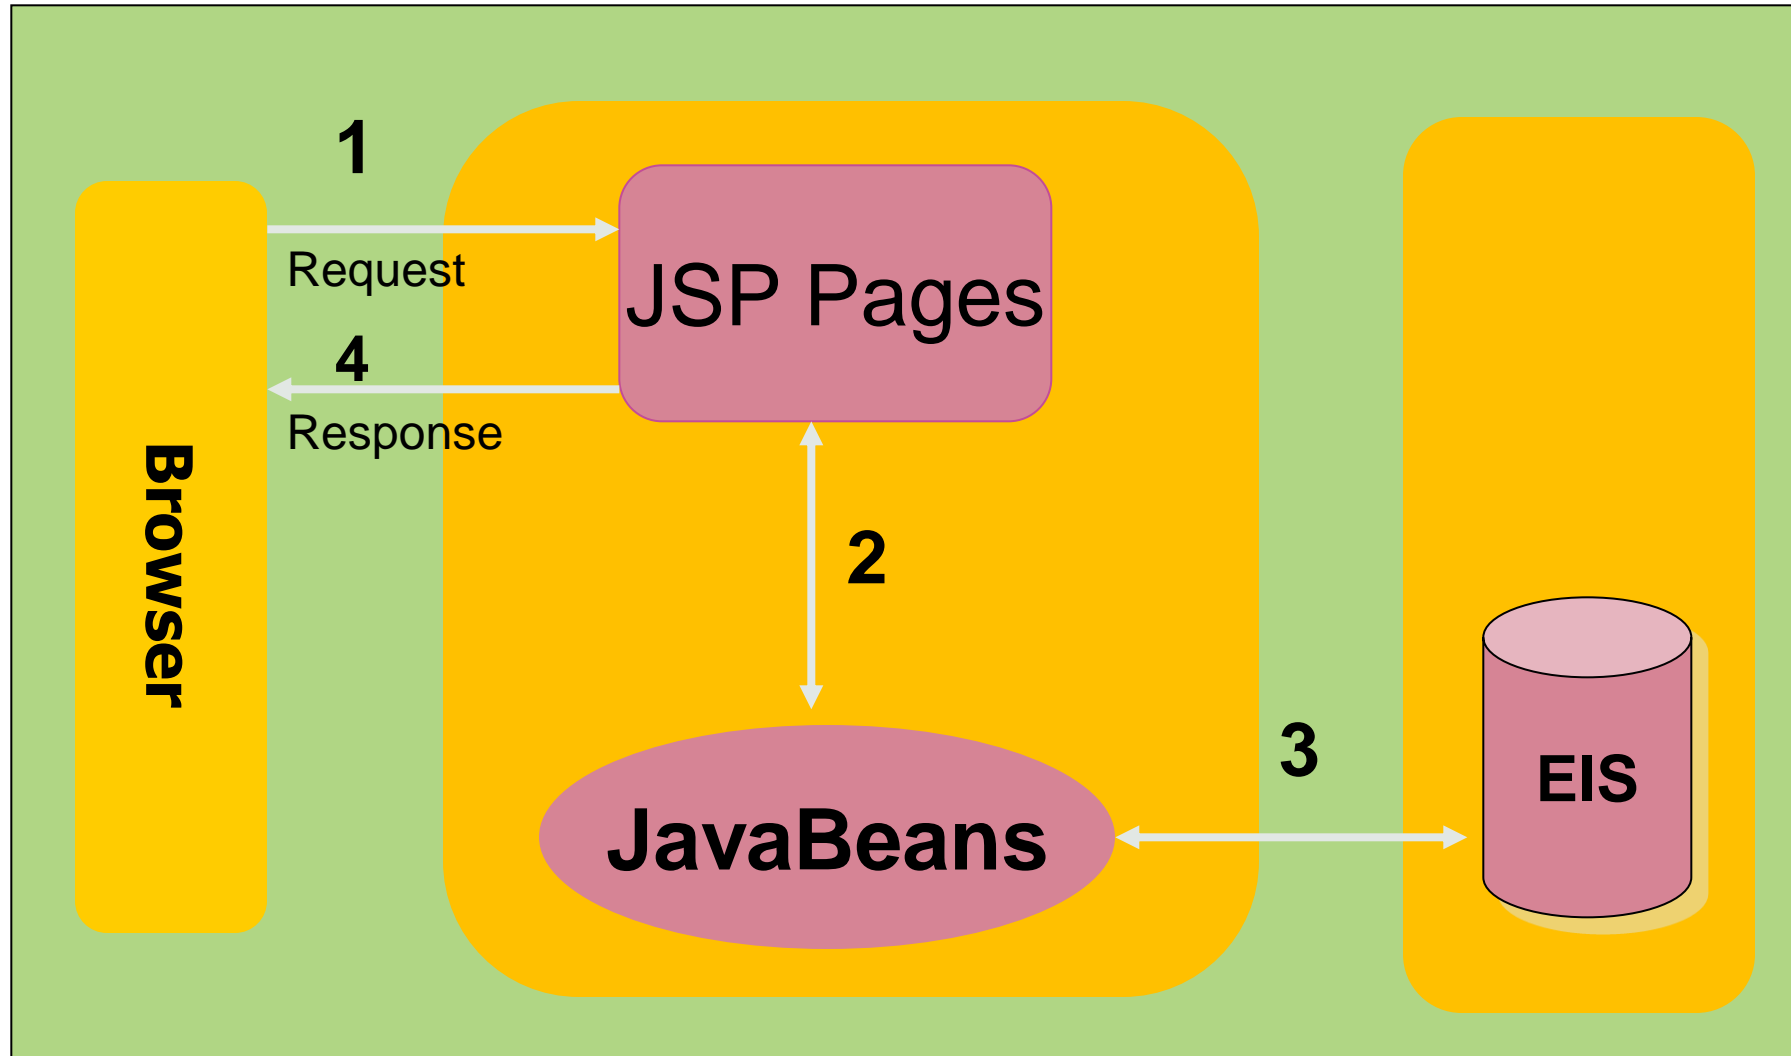 1
Request
JSP Pages
4
Response
Browser
2
3
JavaBeans
EIS